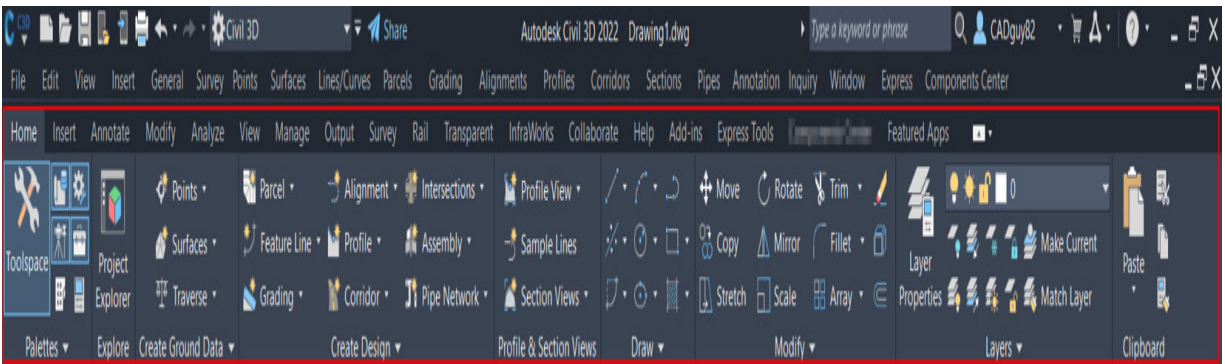 C3D Civil 3D Share Autodesk Civil 3D 2022 Drawing1.dwg Type a keyword or phrase CADguy82
File Edit View Insert General Survey Points Surfaces Lines/Curves Parcels Grading Alignments Profiles Corridors Sections Pipes Annotation Inquiry Window Express Components Center
Home Insert Annotate Modify Analyze View Manage Output Survey Rail Transparent InfraWorks Collaborate Help Add-ins Express Tools Featured Apps
Points Parcel Alignment Intersections Profile View Move Rotate Trim 0
Surfaces Feature Line Profile Assembly Sample Lines Copy Mirror Fillet Make Current
Toolspace Project Explorer Traverse Grading Corridor Pipe Network Section Views Stretch Scale Array Layer Properties Match Layer Paste
Palettes Explore Create Ground Data Create Design Profile & Section Views Draw Modify Layers Clipboard